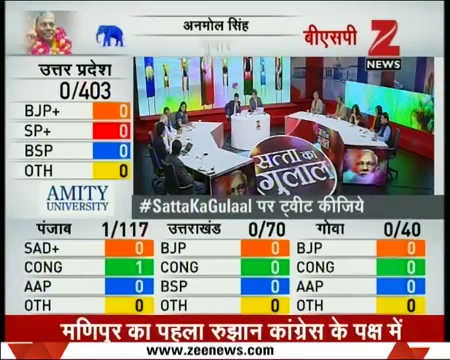 अनमोल सिंह
बीएसपी
Z
NEWS
उत्तर प्रदेश
0/403
BJP+ 0
SP+ 0
BSP 0
OTH 0
AMITY
UNIVERSITY
सत्ता का
गुलाल
#SattaKaGulaal पर ट्वीट कीजिये
पंजाब 1/117
SAD+ 0
CONG 1
AAP 0
OTH 0
उत्तराखंड 0/70
BJP 0
CONG 0
BSP 0
OTH 0
गोवा 0/40
BJP 0
CONG 0
AAP 0
OTH 0
मणिपुर का पहला रुझान कांग्रेस के पक्ष में
www.zeenews.com